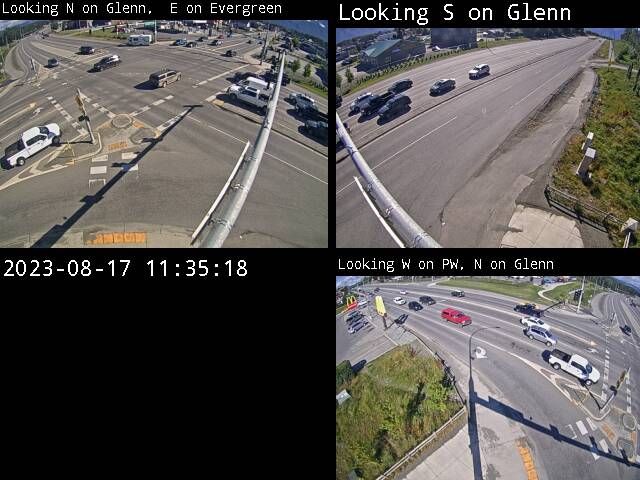 Looking N on Glenn,  E on Evergreen
Looking S on Glenn
2023-08-17 11:35:18
Looking W on PW, N on Glenn